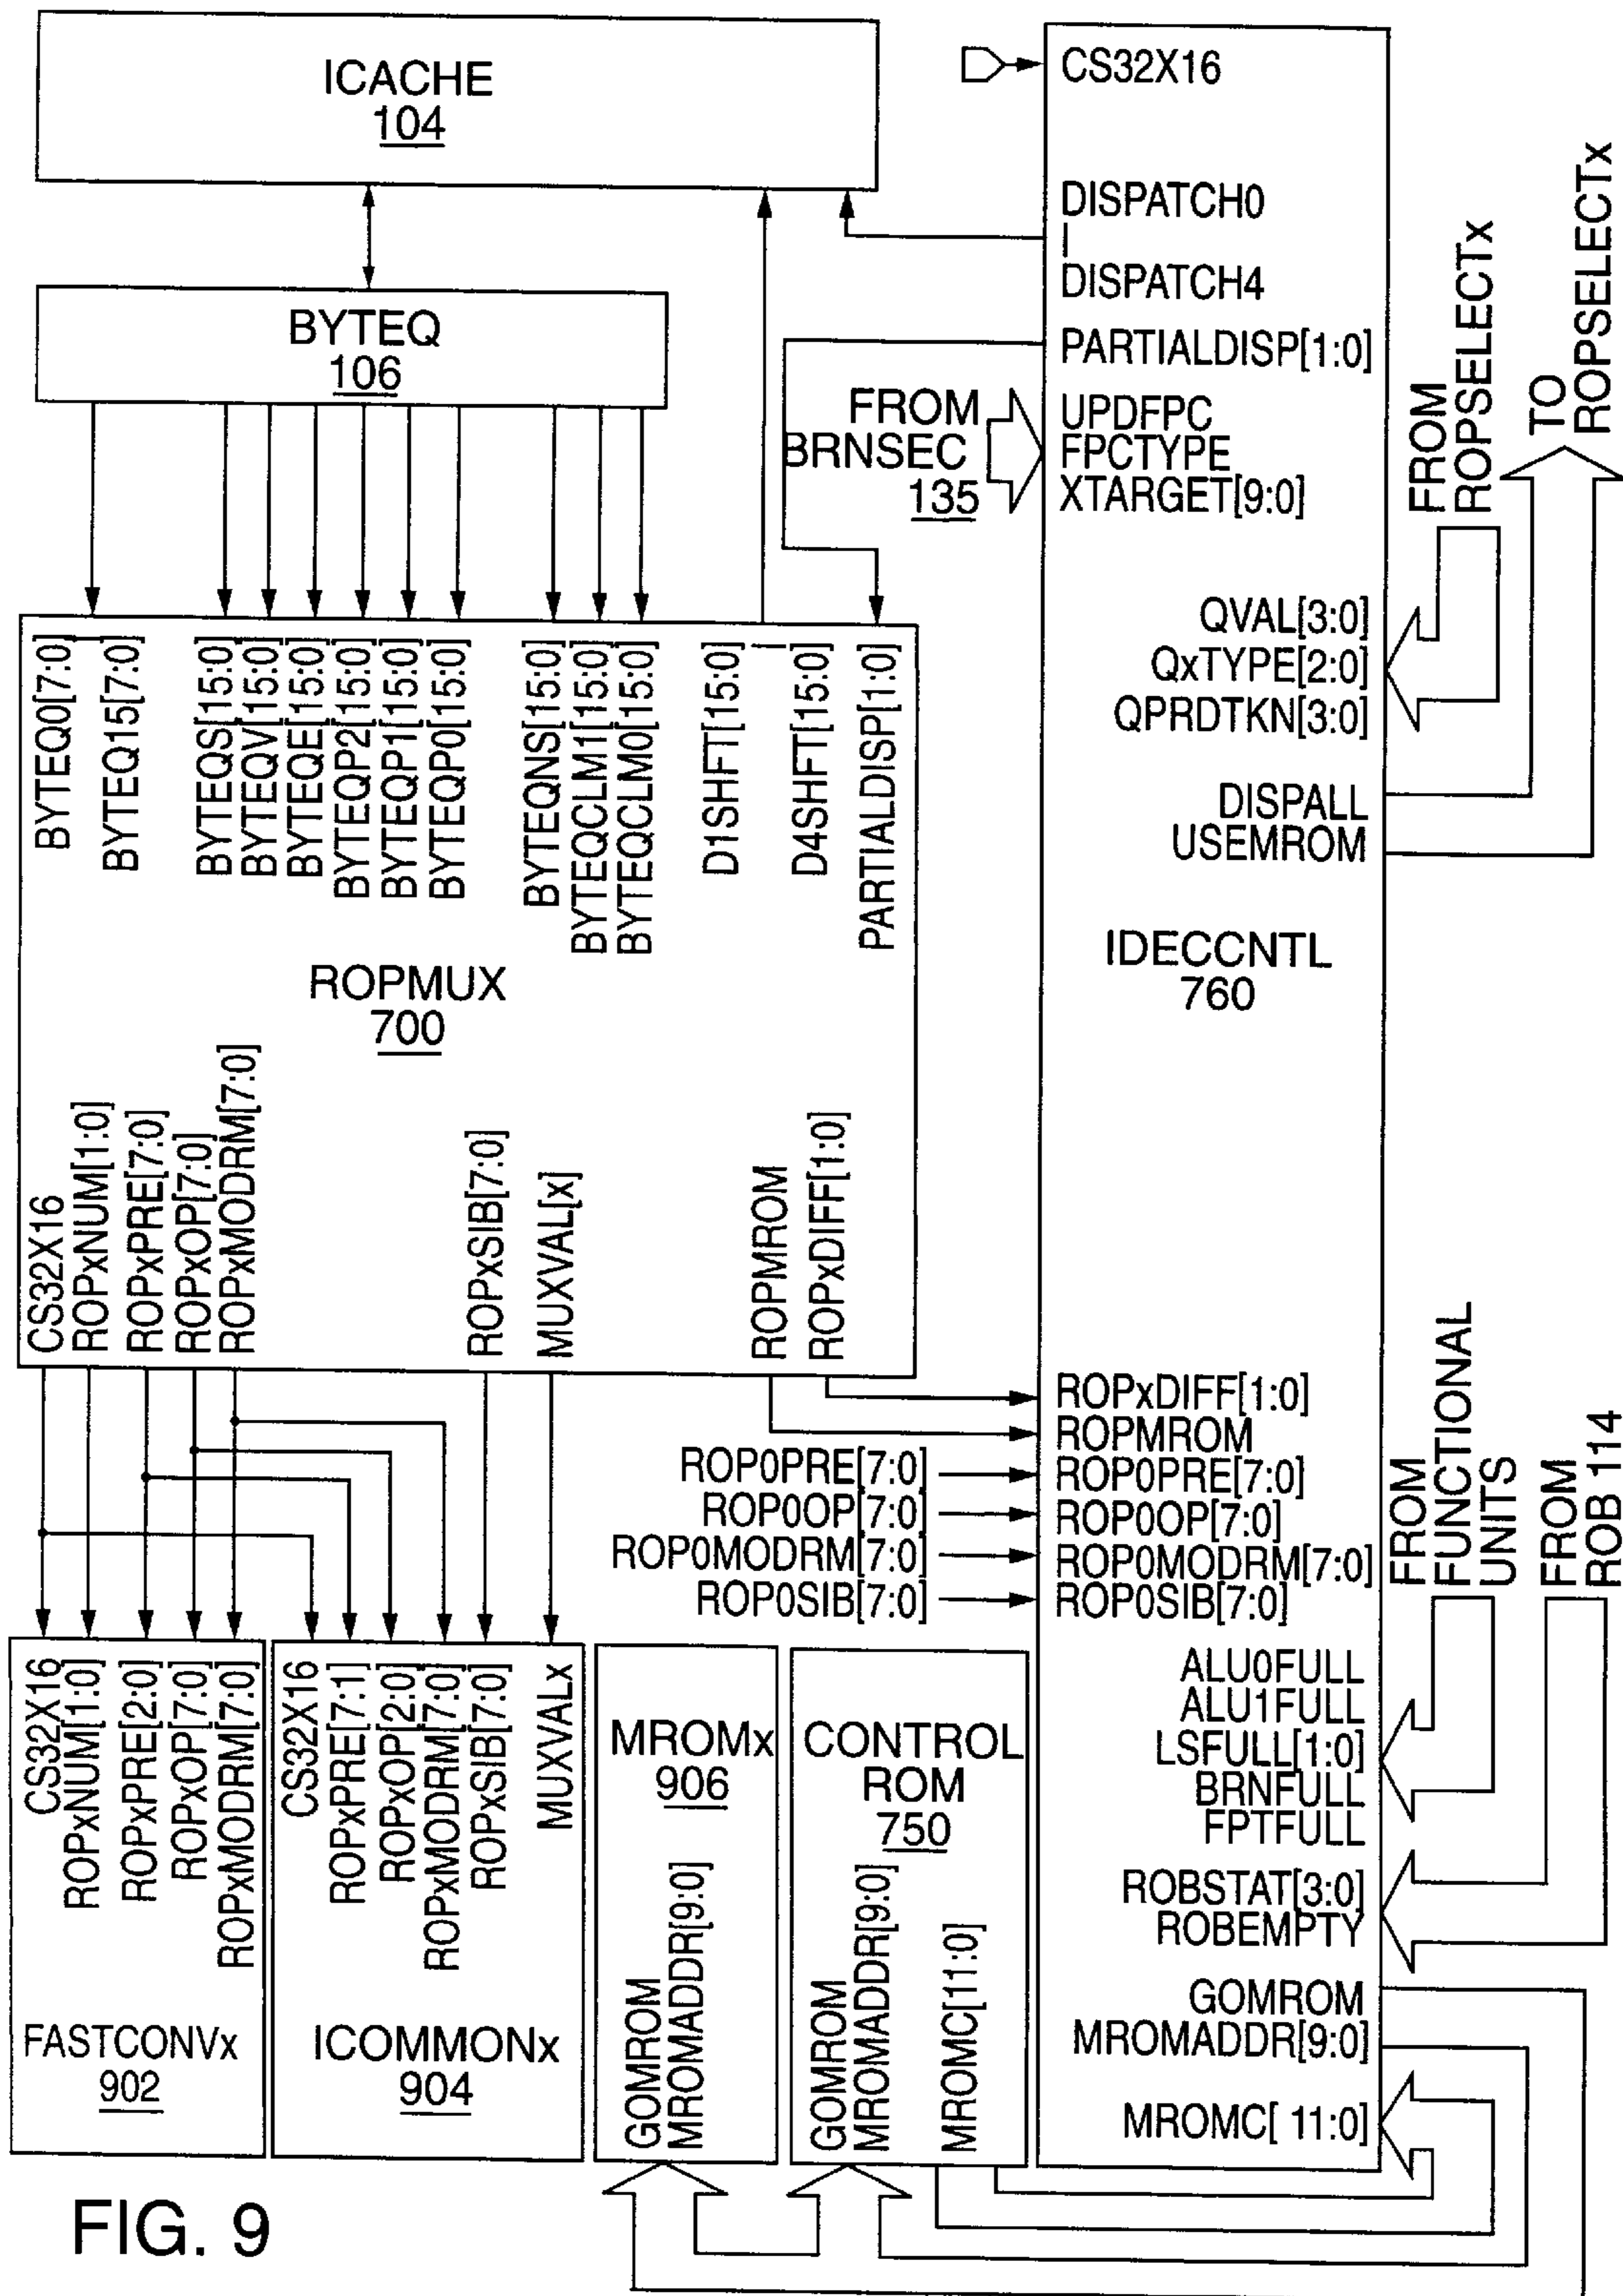 ICACHE
104
BYTEQ
106
BYTEQ0[7:0]
BYTEQ15[7:0]
BYTEQS[15:0]
BYTEQV[15:0]
BYTEQE[15:0]
BYTEQP2[15:0]
BYTEQP1[15:0]
BYTEQP0[15:0]
BYTEQNS[15:0]
BYTEQCLM1[15:0]
BYTEQCLM0[15:0]
D1SHFT[15:0]
D4SHFT[15:0]
PARTIALDISP[1:0]
ROPMUX
700
CS32X16
ROPxNUM[1:0]
ROPxPRE[7:0]
ROPxOP[7:0]
ROPxMODRM[7:0]
ROPxSIB[7:0]
MUXVAL[x]
ROPMROM
ROPxDIFF[1:0]
CS32X16
ROPxNUM[1:0]
ROPxPRE[2:0]
ROPxOP[7:0]
ROPxMODRM[7:0]
FASTCONVx
902
CS32X16
ROPxPRE[7:1]
ROPxOP[2:0]
ROPxMODRM[7:0]
ROPxSIB[7:0]
MUXVALx
ICOMMONx
904
MROMx
906
GOMROM
MROMADDR[9:0]
CONTROL
ROM
750
GOMROM
MROMADDR[9:0]
MROMC[11:0]
CS32X16
DISPATCH0
DISPATCH4
PARTIALDISP[1:0]
FROM
BRNSEC
135
UPDFPC
FPCTYPE
XTARGET[9:0]
QVAL[3:0]
QxTYPE[2:0]
QPRDTKN[3:0]
FROM
ROPSELECTx
TO
ROPSELECTx
DISPALL
USEMROM
IDECCNTL
760
ROPxDIFF[1:0]
ROPMROM
ROP0PRE[7:0]
ROP0OP[7:0]
ROP0MODRM[7:0]
ROP0SIB[7:0]
ROP0PRE[7:0]
ROP0OP[7:0]
ROP0MODRM[7:0]
ROP0SIB[7:0]
FROM
FUNCTIONAL
UNITS
FROM
ROB 114
ALU0FULL
ALU1FULL
LSFULL[1:0]
BRNFULL
FPTFULL
ROBSTAT[3:0]
ROBEMPTY
GOMROM
MROMADDR[9:0]
MROMC[ 11:0]
FIG. 9